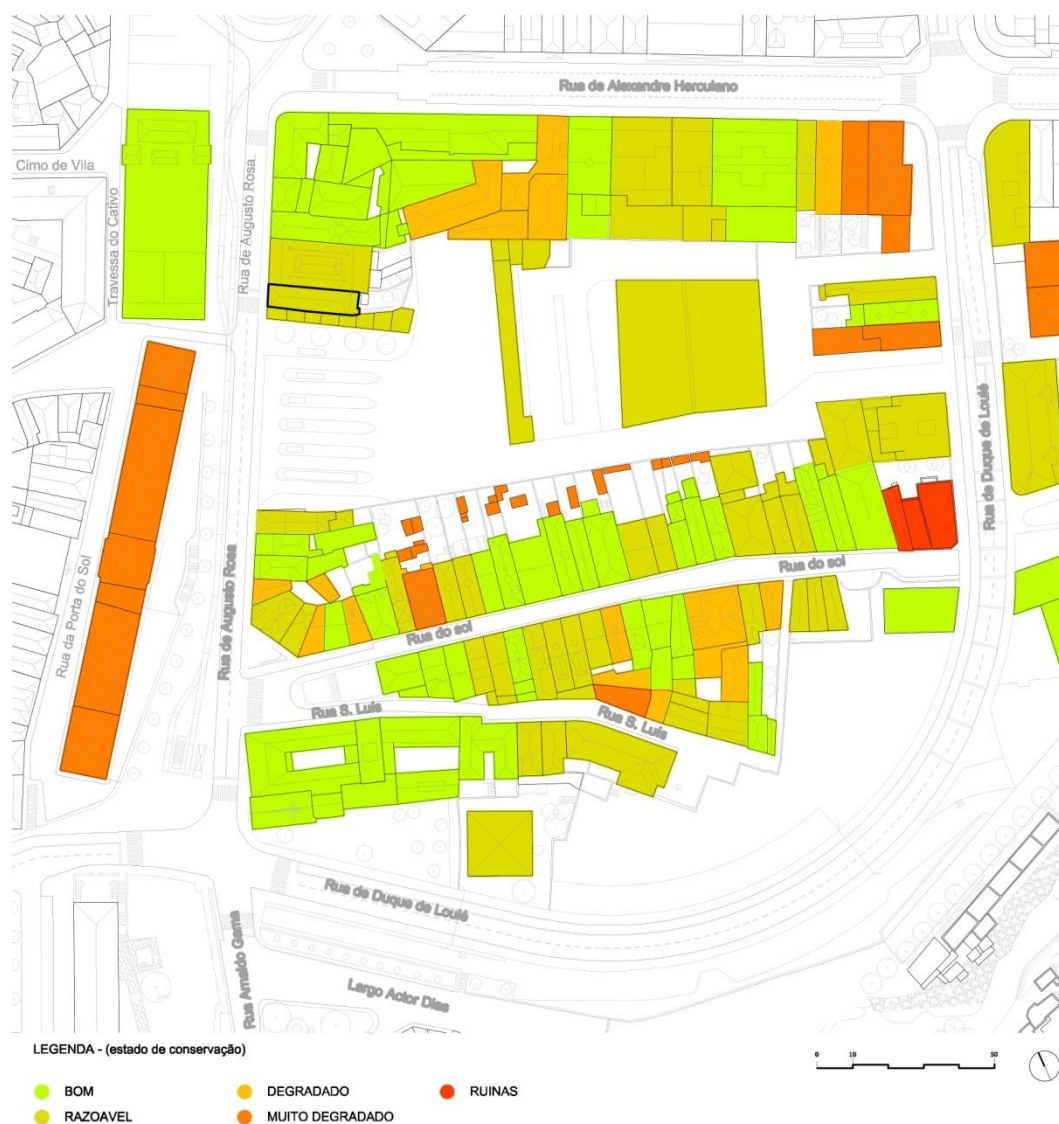 Rua de Alexandre Herculano
Cimo de Vila
Travessa do Cativo
Rua de Augusto Rosa
Rua de Duque de Loulé
Rua da Porta do Sol
Rua de Augusto Rosa
Rua do sol
Rua do sol
Rua S. Luís
Rua S. Luís
Rua de Duque de Loulé
Rua Arnaldo Gama
Largo Actor Dias
LEGENDA - (estado de conservação)
0 10 50
BOM
DEGRADADO
RUINAS
RAZOAVEL
MUITO DEGRADADO